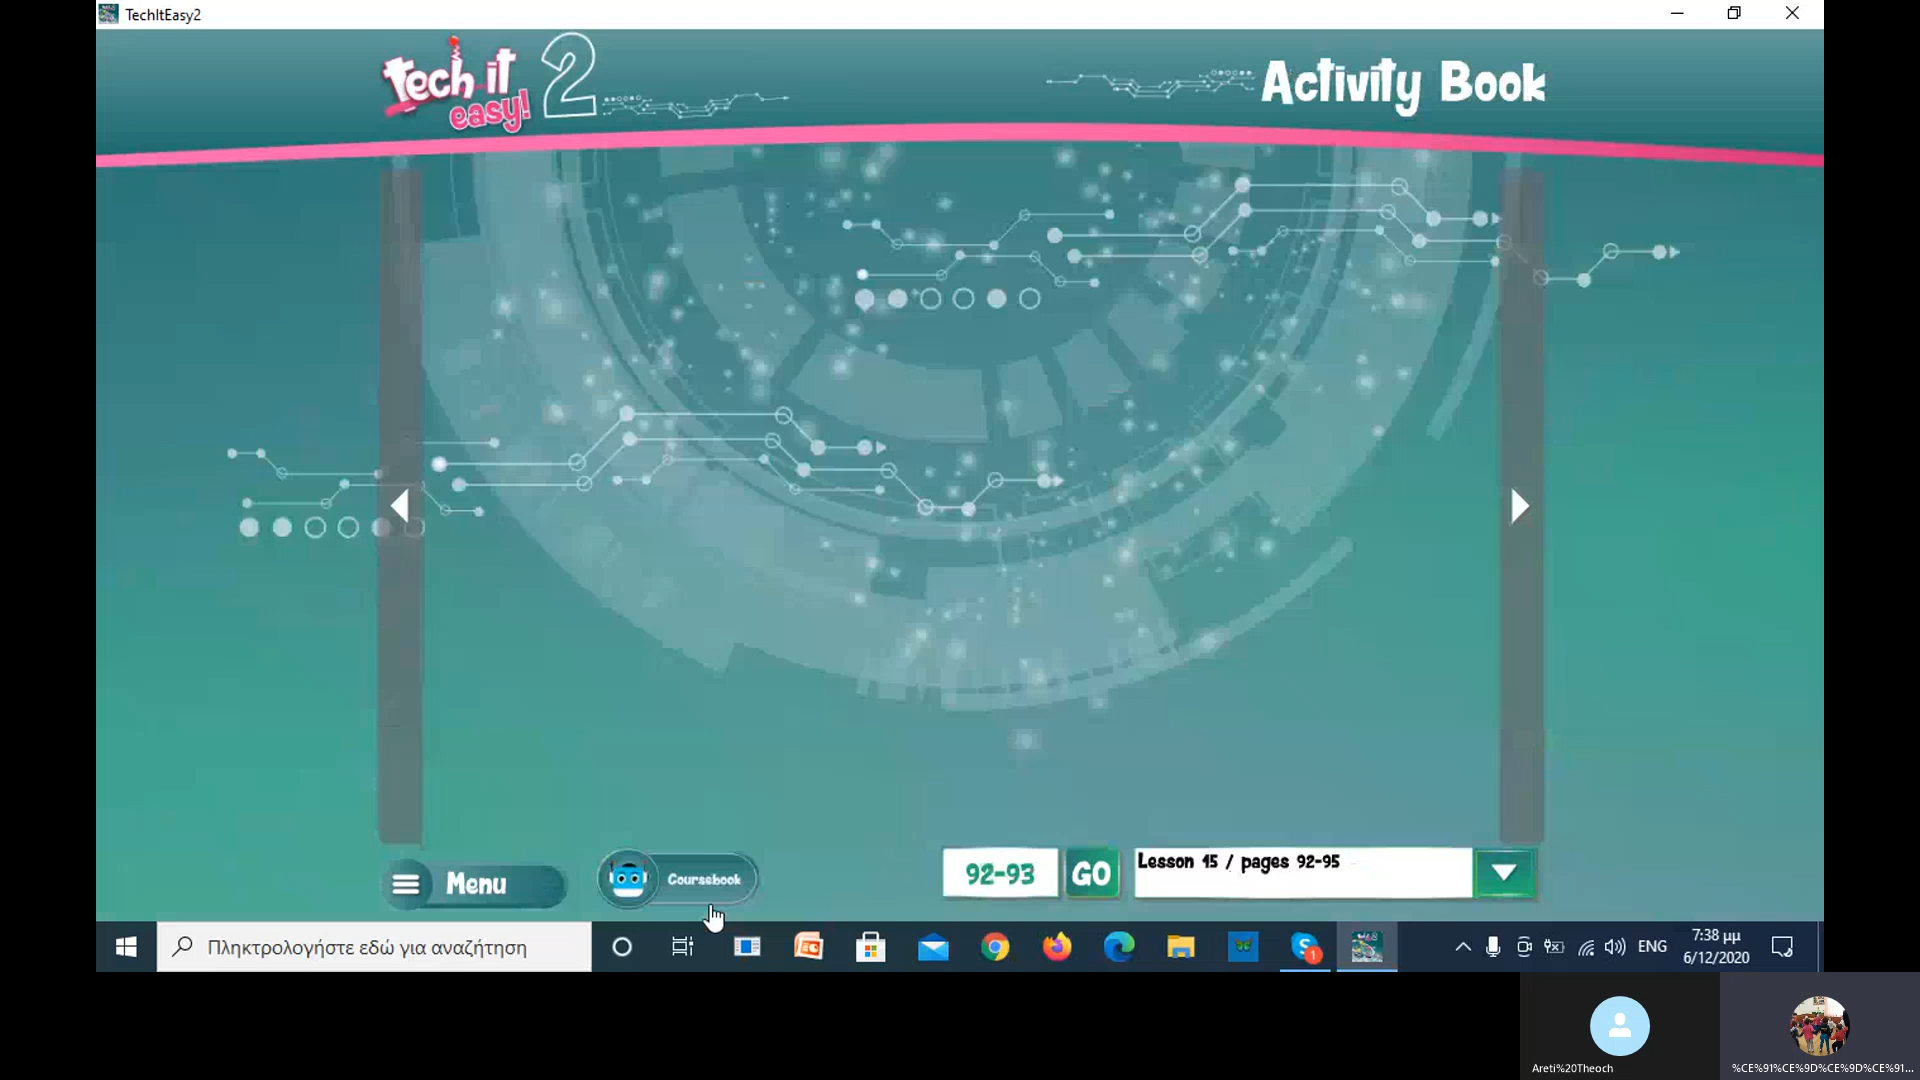 TechItEasy2
Tech it easy! 2
Activity Book
Menu
Coursebook
92-93
GO
Lesson 15 / pages 92-95
Πληκτρολογήστε εδώ για αναζήτηση
1
ENG
7:38 μμ
6/12/2020
Areti%20Theoch
%CE%91%CE%9D%CE%9D%CE%91...